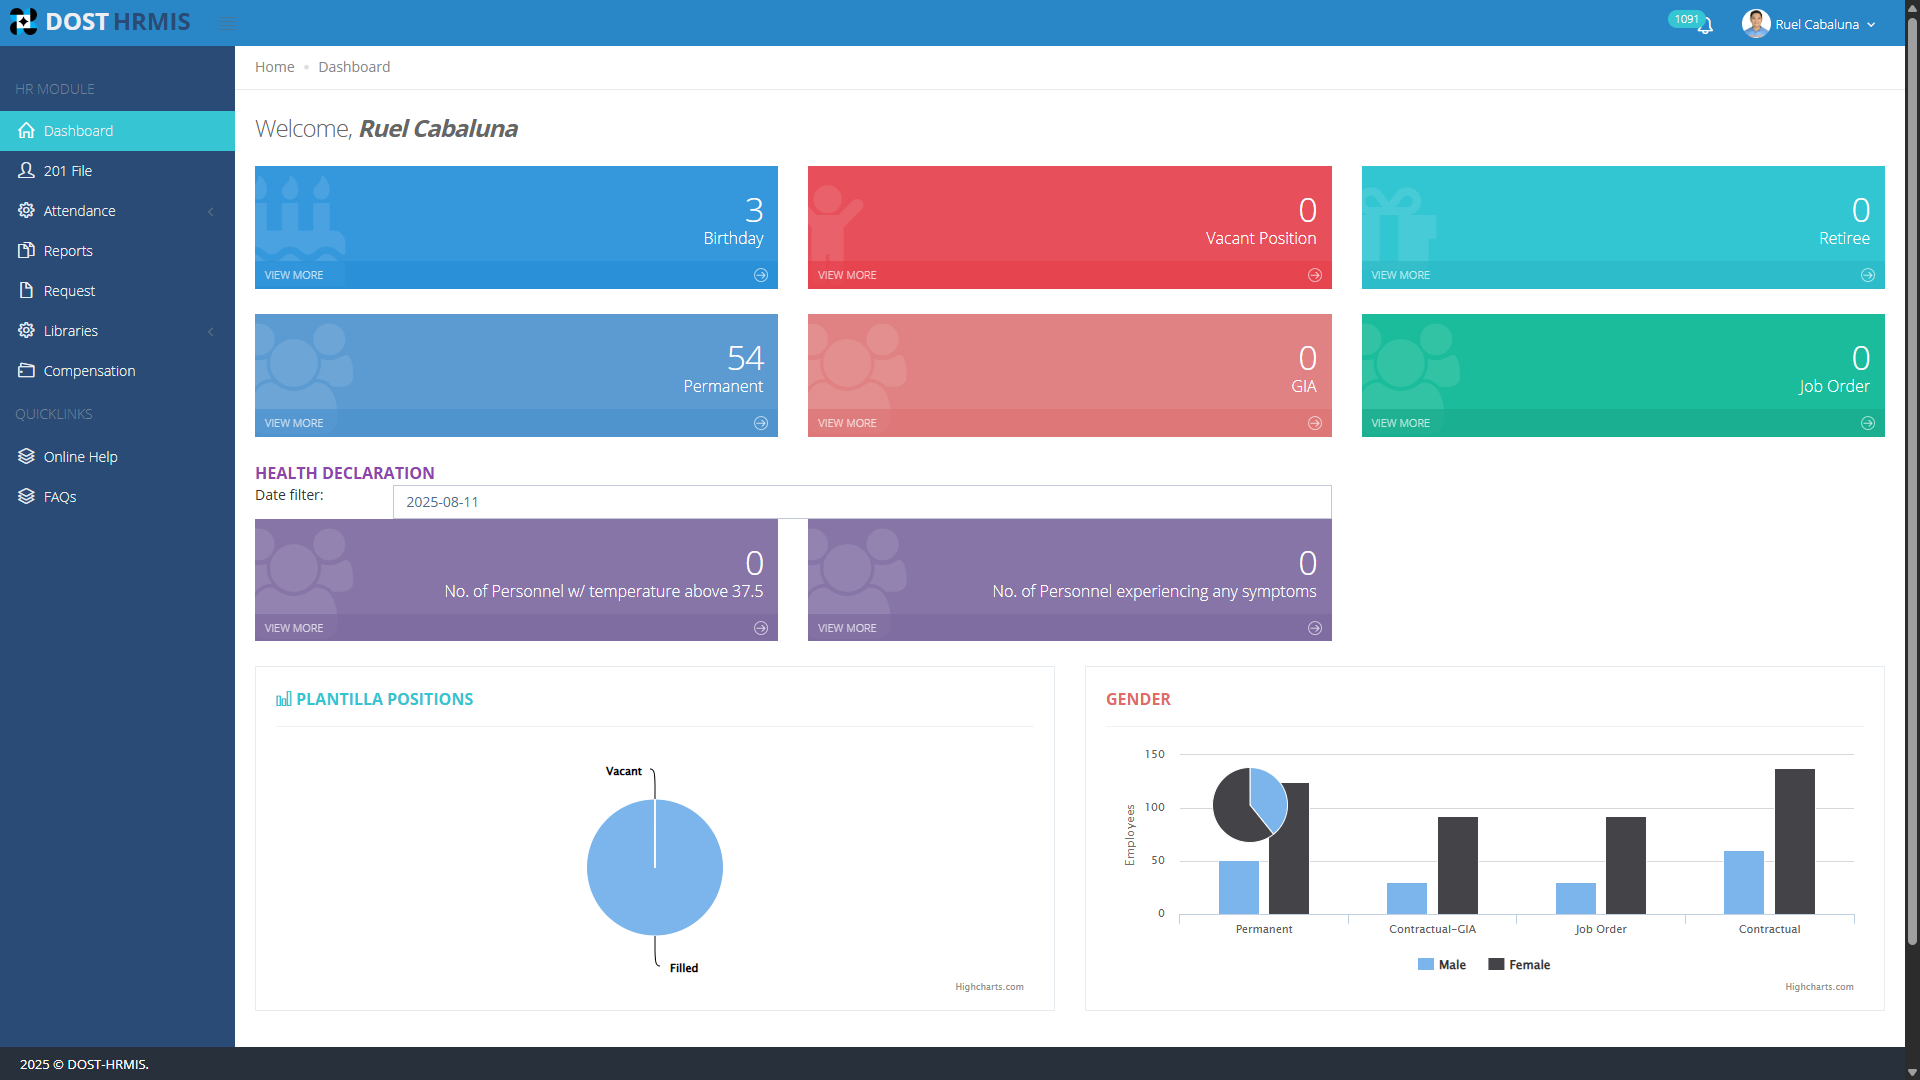 DOST HRMIS
1091
Ruel Cabaluna
HR MODULE
Dashboard
201 File
Attendance
Reports
Request
Libraries
Compensation
QUICKLINKS
Online Help
FAQs
Home Dashboard
Welcome, Ruel Cabaluna
3
Birthday
VIEW MORE
0
Vacant Position
VIEW MORE
0
Retiree
VIEW MORE
54
Permanent
VIEW MORE
0
GIA
VIEW MORE
0
Job Order
VIEW MORE
HEALTH DECLARATION
Date filter:
2025-08-11
0
No. of Personnel w/ temperature above 37.5
VIEW MORE
0
No. of Personnel experiencing any symptoms
VIEW MORE
PLANTILLA POSITIONS
Vacant
Filled
Highcharts.com
GENDER
Employees
150
100
50
0
Permanent
Contractual-GIA
Job Order
Contractual
Male
Female
Highcharts.com
2025 © DOST-HRMIS.